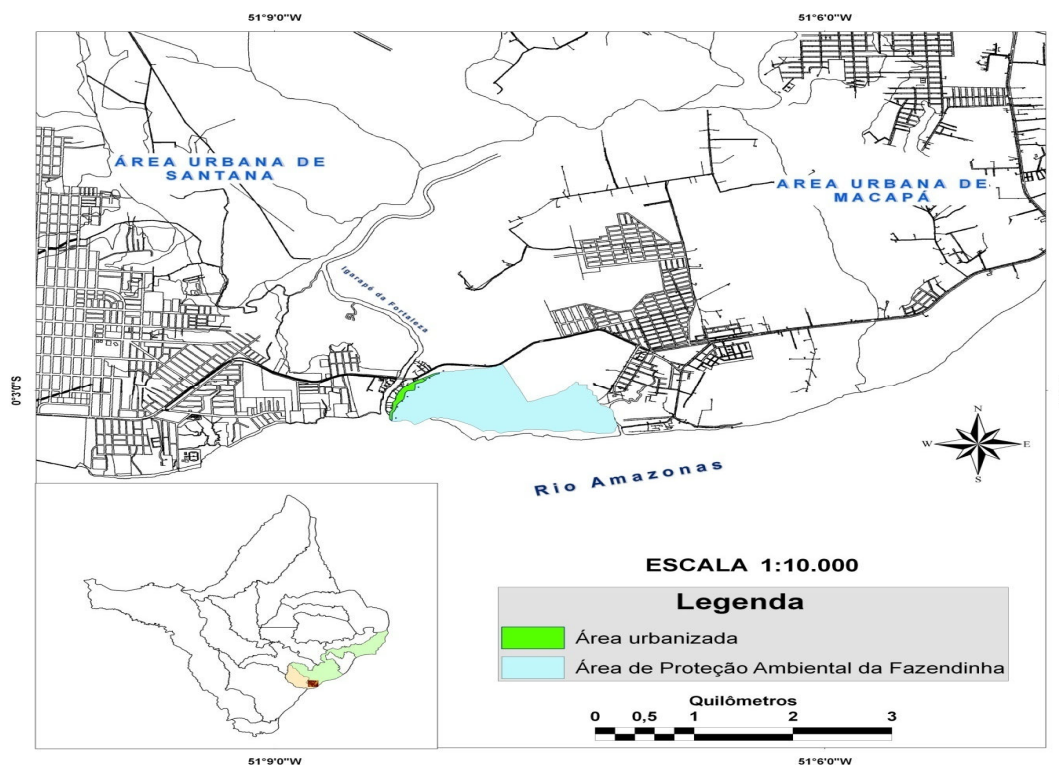 51°9'0"W
51°6'0"W
ÁREA URBANA DE
SANTANA
AREA URBANA DE
MACAPÁ
Igarapé da Fortaleza
0°3'0"S
N
W
E
S
Rio Amazonas
ESCALA 1:10.000
Legenda
Área urbanizada
Área de Proteção Ambiental da Fazendinha
Quilômetros
0 0,5 1 2 3
51°9'0"W
51°6'0"W